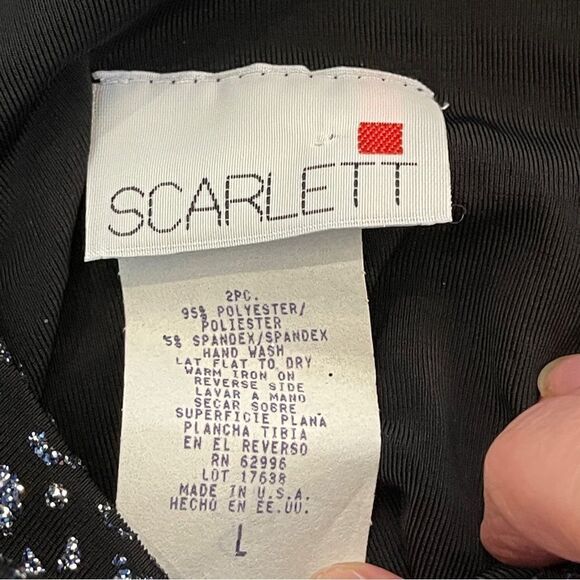 SCARLETT
2PC.
95% POLYESTER/
POLIESTER
5% SPANDEX/SPANDEX
HAND WASH
LAT FLAT TO DRY
WARM IRON ON
REVERSE SIDE
LAVAR A MANO
SECAR SOBRE
SUPERFICIE PLANA
PLANCHA TIBIA
EN EL REVERSO
RN 62996
LOT 17638
MADE IN U.S.A.
HECHO EN EE.UU.
L